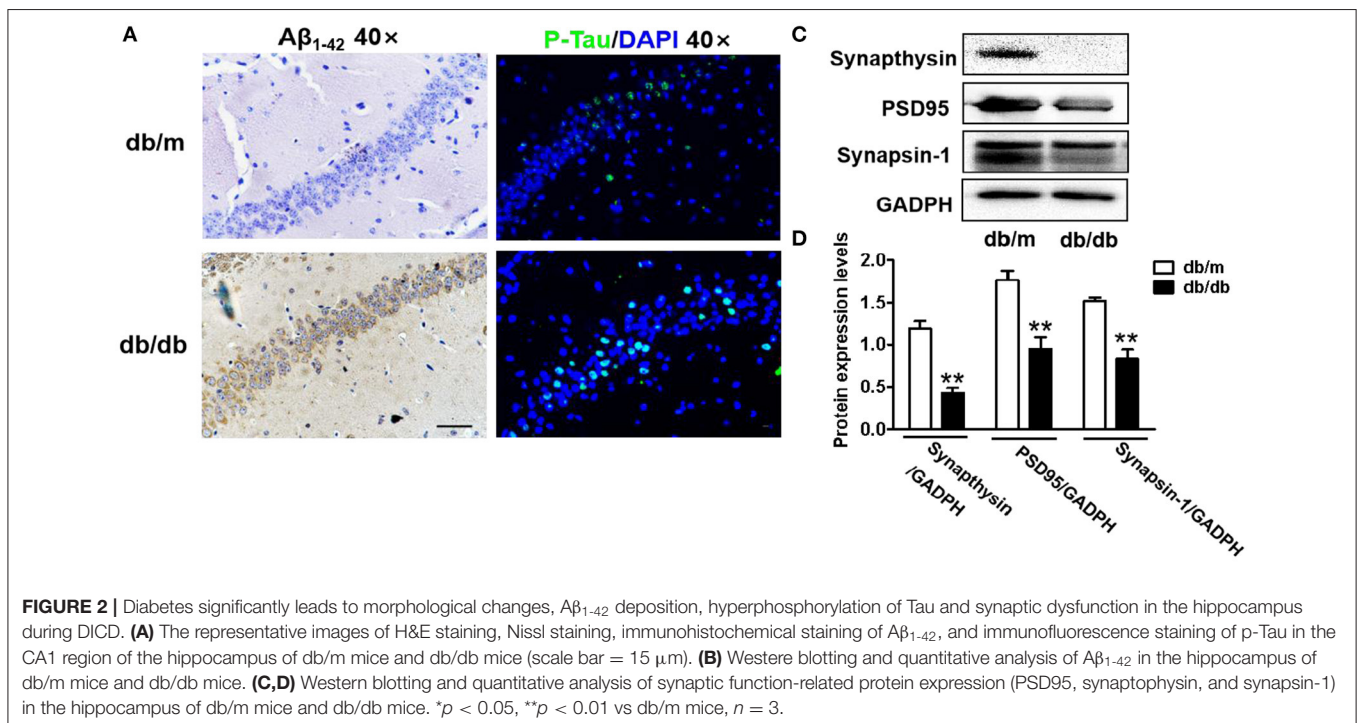 A
Aβ1-42 40×
P-Tau/DAPI 40×
db/m
db/db
C
Synapthysin
PSD95
Synapsin-1
GADPH
db/m db/db
D
Protein expression levels
2.0
1.5
1.0
0.5
0.0
db/m
db/db
**
**
**
Synapthysin
/GADPH
PSD95/GADPH
Synapsin-1/GADPH
FIGURE 2 | Diabetes significantly leads to morphological changes, Aβ1-42 deposition, hyperphosphorylation of Tau and synaptic dysfunction in the hippocampus
during DICD. (A) The representative images of H&E staining, Nissl staining, immunohistochemical staining of Aβ1-42, and immunofluorescence staining of p-Tau in the
CA1 region of the hippocampus of db/m mice and db/db mice (scale bar = 15 μm). (B) Westere blotting and quantitative analysis of Aβ1-42 in the hippocampus of
db/m mice and db/db mice. (C,D) Western blotting and quantitative analysis of synaptic function-related protein expression (PSD95, synaptophysin, and synapsin-1)
in the hippocampus of db/m mice and db/db mice. *p < 0.05, **p < 0.01 vs db/m mice, n = 3.